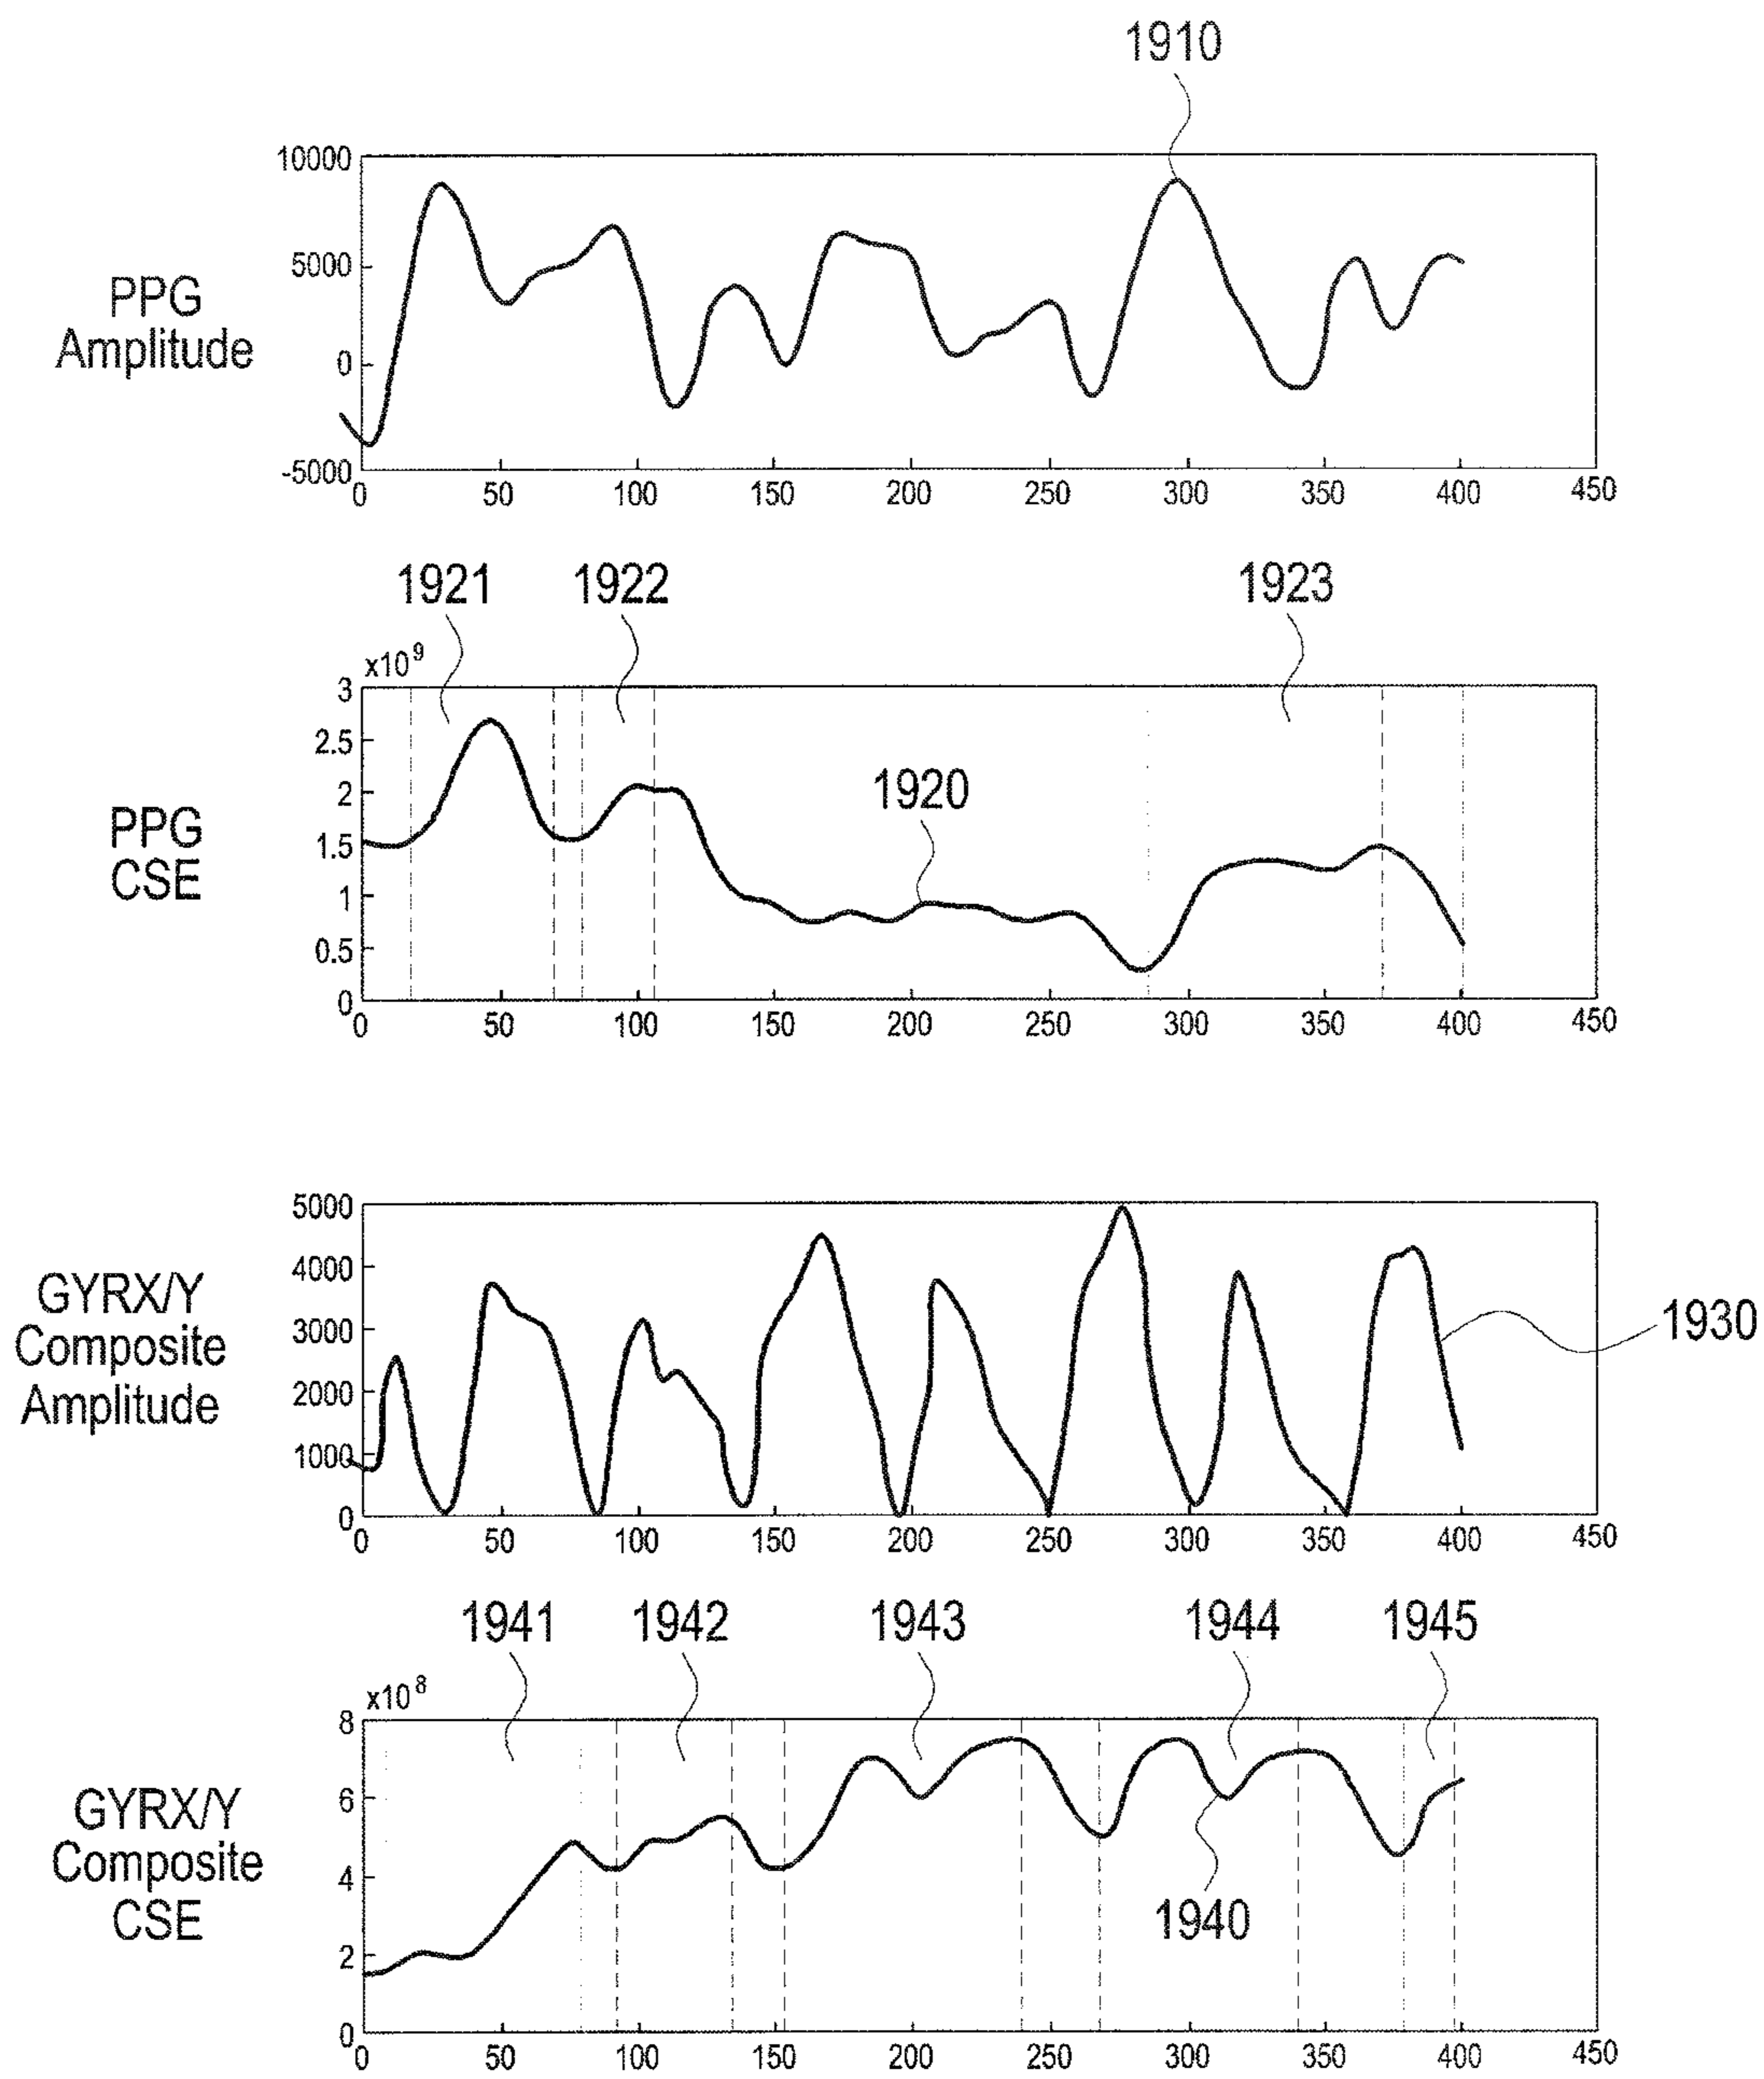 1910
10000
5000
0
-5000
PPG
Amplitude
0 50 100 150 200 250 300 350 400 450
1921 1922 1923
x10⁹
3
2.5
2
1.5
1
0.5
0
1920
PPG
CSE
0 50 100 150 200 250 300 350 400 450
5000
4000
3000
2000
1000
0
GYRX/Y
Composite
Amplitude
1930
0 50 100 150 200 250 300 350 400 450
1941 1942 1943 1944 1945
x10⁸
8
6
4
2
0
GYRX/Y
Composite
CSE
1940
0 50 100 150 200 250 300 350 400 450